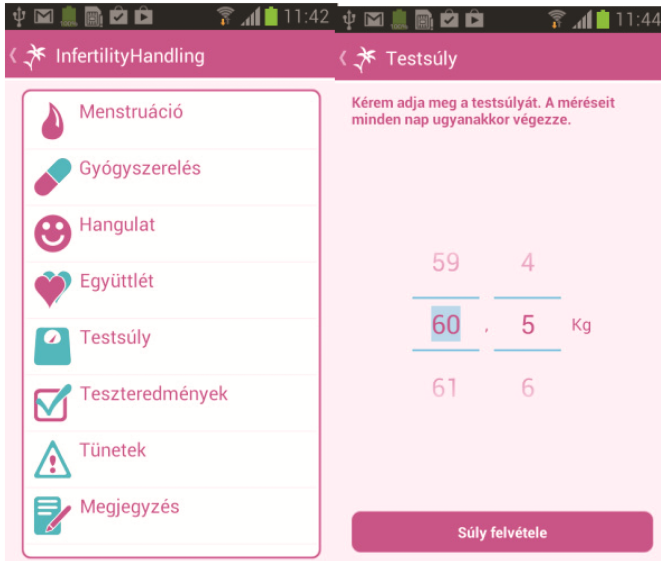 11:42
InfertilityHandling
Menstruáció
Gyógyszerelés
Hangulat
Együttlét
Testsúly
Teszteredmények
Tünetek
Megjegyzés
11:44
Testsúly
Kérem adja meg a testsúlyát. A méréseit
minden nap ugyanakkor végezze.
59 4
60 , 5 Kg
61 6
Súly felvétele